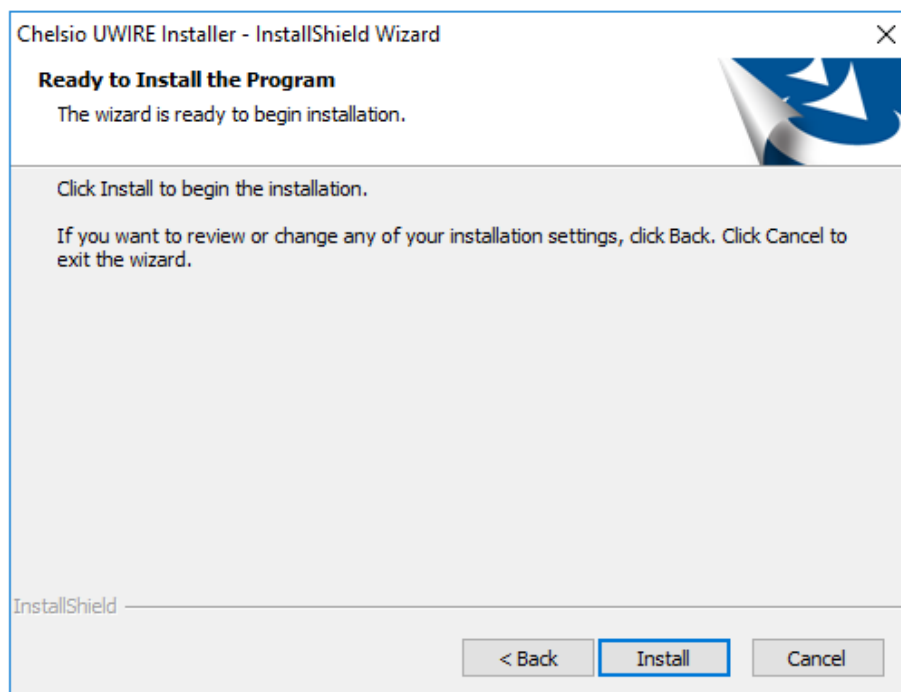 Chelsio UWIRE Installer - InstallShield Wizard
Ready to Install the Program
The wizard is ready to begin installation.
Click Install to begin the installation.
If you want to review or change any of your installation settings, click Back. Click Cancel to
exit the wizard.
InstallShield
< Back Install Cancel